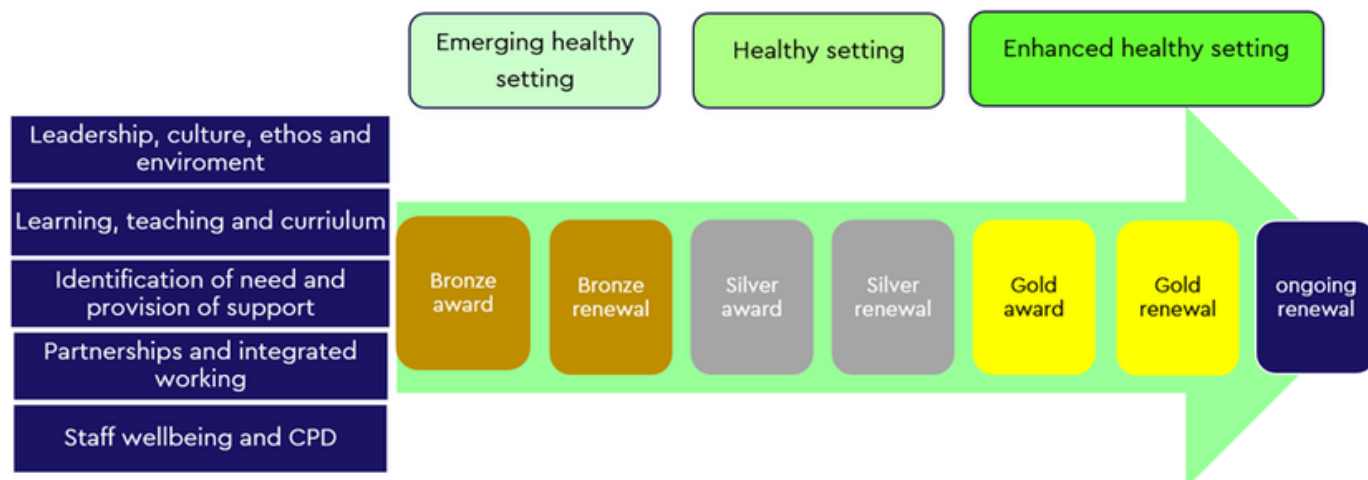 Emerging healthy
setting
Healthy setting
Enhanced healthy setting
Leadership, culture, ethos and
enviroment
Learning, teaching and curriulum
Identification of need and
provision of support
Partnerships and integrated
working
Staff wellbeing and CPD
Bronze
award
Bronze
renewal
Silver
award
Silver
renewal
Gold
award
Gold
renewal
ongoing
renewal